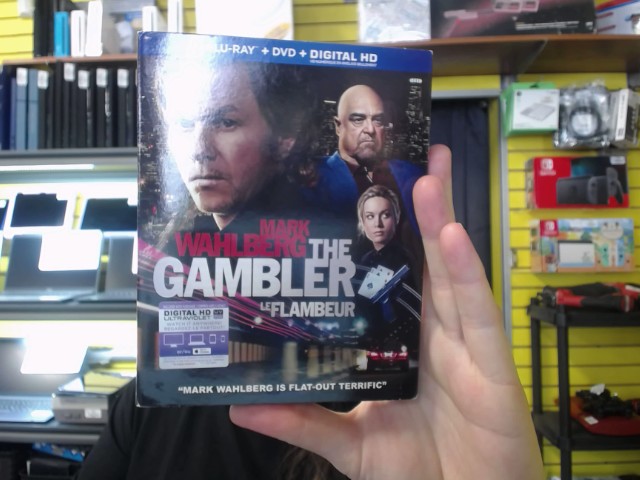 BLU-RAY + DVD + DIGITAL HD
MARK
WAHLBERG THE
GAMBLER
LE FLAMBEUR
DIGITAL HD
ULTRAVIOLET
"MARK WAHLBERG IS FLAT-OUT TERRIFIC"